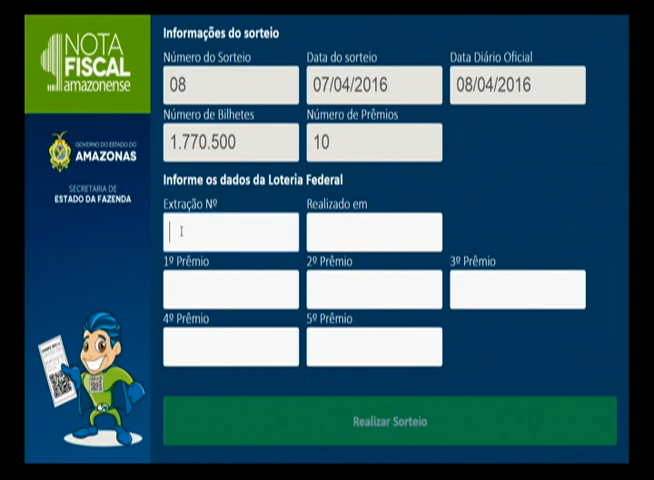 NOTA
FISCAL
amazonense
GOVERNO DO ESTADO DO
AMAZONAS
SECRETARIA DE
ESTADO DA FAZENDA
Informações do sorteio
Número do Sorteio Data do sorteio Data Diário Oficial
08 07/04/2016 08/04/2016
Número de Bilhetes Número de Prêmios
1.770.500 10
Informe os dados da Loteria Federal
Extração Nº Realizado em
1º Prêmio 2º Prêmio 3º Prêmio
4º Prêmio 5º Prêmio
Realizar Sorteio
NOTA